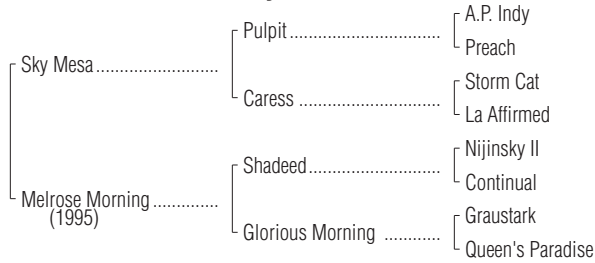 A.P. Indy
Pulpit
Preach
Sky Mesa
Storm Cat
Caress
La Affirmed
Nijinsky II
Shadeed
Continual
Melrose Morning
(1995)
Graustark
Glorious Morning
Queen's Paradise